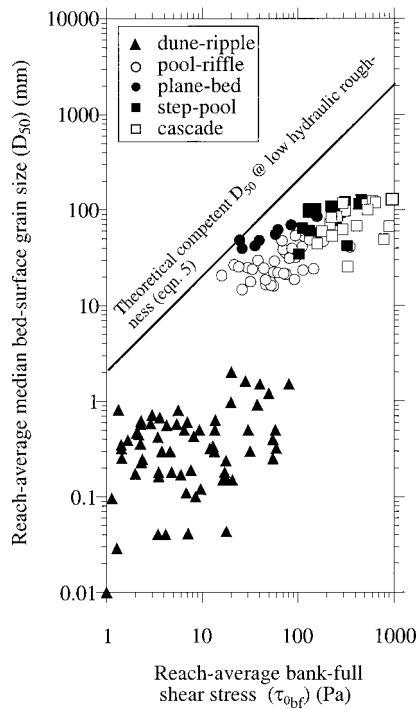 10000
dune-ripple
pool-riffle
plane-bed
step-pool
cascade
1000
100
10
1
0.1
0.01
Theoretical competent D50 @ low hydraulic rough-
ness (eqn. 5)
Reach-average median bed-surface grain size (D50) (mm)
1
10
100
1000
Reach-average bank-full
shear stress (τ0bf) (Pa)